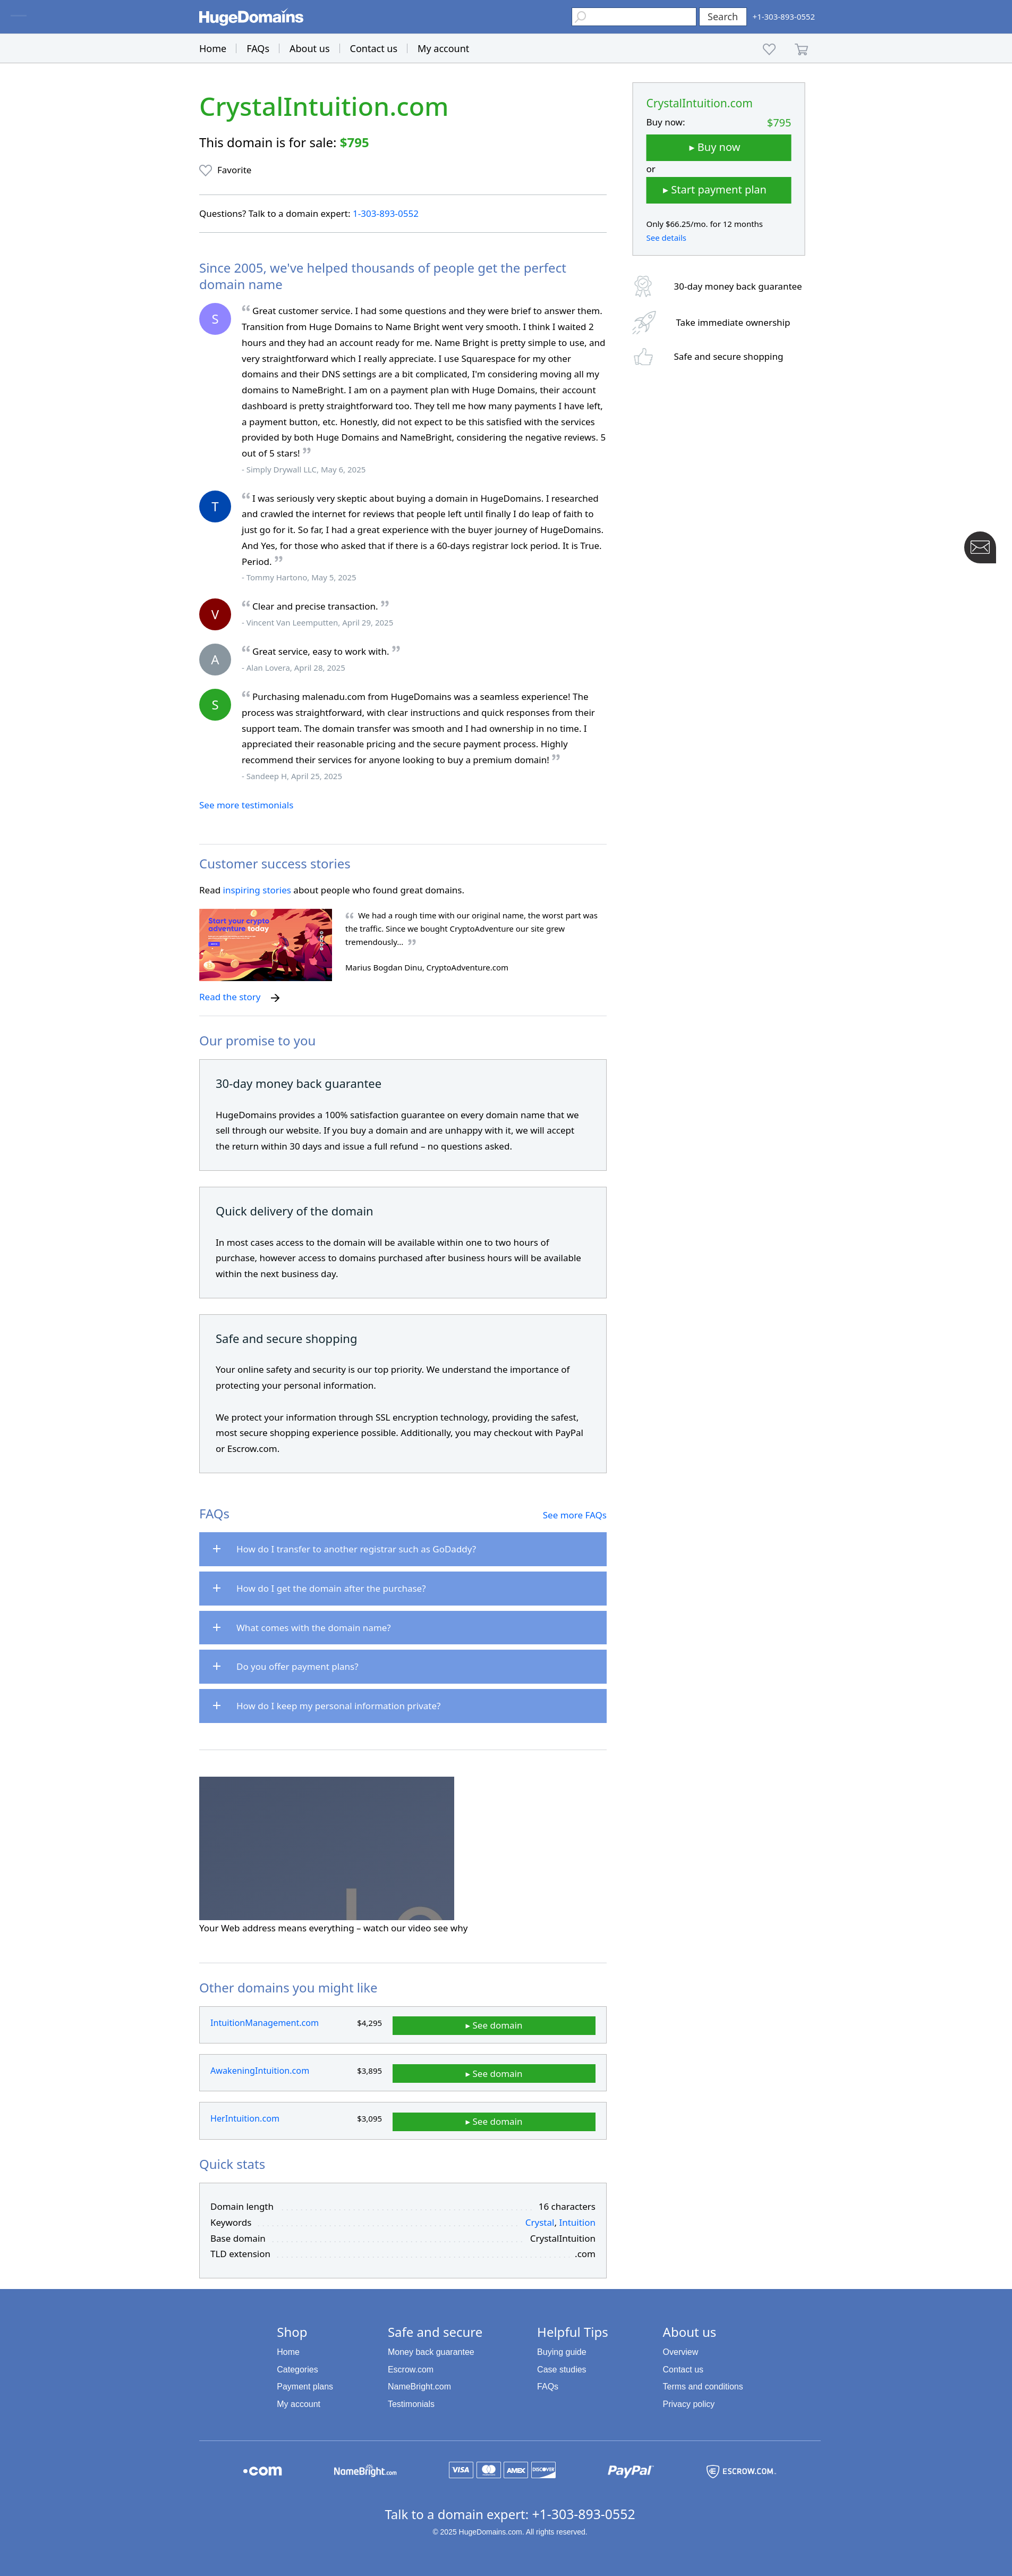 HugeDomains
Search
+1-303-893-0552
Home
FAQs
About us
Contact us
My account
CrystalIntuition.com
This domain is for sale: $795
Favorite
Questions? Talk to a domain expert: 1-303-893-0552
CrystalIntuition.com
Buy now:
$795
▸ Buy now
or
▸ Start payment plan
Only $66.25/mo. for 12 months
See details
30-day money back guarantee
Take immediate ownership
Safe and secure shopping
Since 2005, we've helped thousands of people get the perfect
domain name
S
“ Great customer service. I had some questions and they were brief to answer them.
Transition from Huge Domains to Name Bright went very smooth. I think I waited 2
hours and they had an account ready for me. Name Bright is pretty simple to use, and
very straightforward which I really appreciate. I use Squarespace for my other
domains and their DNS settings are a bit complicated, I'm considering moving all my
domains to NameBright. I am on a payment plan with Huge Domains, their account
dashboard is pretty straightforward too. They tell me how many payments I have left,
a payment button, etc. Honestly, did not expect to be this satisfied with the services
provided by both Huge Domains and NameBright, considering the negative reviews. 5
out of 5 stars! ”
- Simply Drywall LLC, May 6, 2025
T
“ I was seriously very skeptic about buying a domain in HugeDomains. I researched
and crawled the internet for reviews that people left until finally I do leap of faith to
just go for it. So far, I had a great experience with the buyer journey of HugeDomains.
And Yes, for those who asked that if there is a 60-days registrar lock period. It is True.
Period. ”
- Tommy Hartono, May 5, 2025
V
“ Clear and precise transaction. ”
- Vincent Van Leemputten, April 29, 2025
A
“ Great service, easy to work with. ”
- Alan Lovera, April 28, 2025
S
“ Purchasing malenadu.com from HugeDomains was a seamless experience! The
process was straightforward, with clear instructions and quick responses from their
support team. The domain transfer was smooth and I had ownership in no time. I
appreciated their reasonable pricing and the secure payment process. Highly
recommend their services for anyone looking to buy a premium domain! ”
- Sandeep H, April 25, 2025
See more testimonials
Customer success stories
Read inspiring stories about people who found great domains.
Start your crypto
adventure today
“ We had a rough time with our original name, the worst part was
the traffic. Since we bought CryptoAdventure our site grew
tremendously... ”
Marius Bogdan Dinu, CryptoAdventure.com
Read the story
Our promise to you
30-day money back guarantee
HugeDomains provides a 100% satisfaction guarantee on every domain name that we
sell through our website. If you buy a domain and are unhappy with it, we will accept
the return within 30 days and issue a full refund – no questions asked.
Quick delivery of the domain
In most cases access to the domain will be available within one to two hours of
purchase, however access to domains purchased after business hours will be available
within the next business day.
Safe and secure shopping
Your online safety and security is our top priority. We understand the importance of
protecting your personal information.
We protect your information through SSL encryption technology, providing the safest,
most secure shopping experience possible. Additionally, you may checkout with PayPal
or Escrow.com.
FAQs
See more FAQs
+ How do I transfer to another registrar such as GoDaddy?
+ How do I get the domain after the purchase?
+ What comes with the domain name?
+ Do you offer payment plans?
+ How do I keep my personal information private?
Your Web address means everything – watch our video see why
Other domains you might like
IntuitionManagement.com $4,295 ▸ See domain
AwakeningIntuition.com $3,895 ▸ See domain
HerIntuition.com $3,095 ▸ See domain
Quick stats
Domain length 16 characters
Keywords Crystal, Intuition
Base domain CrystalIntuition
TLD extension .com
Shop
Home
Categories
Payment plans
My account
Safe and secure
Money back guarantee
Escrow.com
NameBright.com
Testimonials
Helpful Tips
Buying guide
Case studies
FAQs
About us
Overview
Contact us
Terms and conditions
Privacy policy
•com
NameBright.com
VISA
AMEX
DISCOVER
PayPal
ESCROW.COM
Talk to a domain expert: +1-303-893-0552
© 2025 HugeDomains.com. All rights reserved.